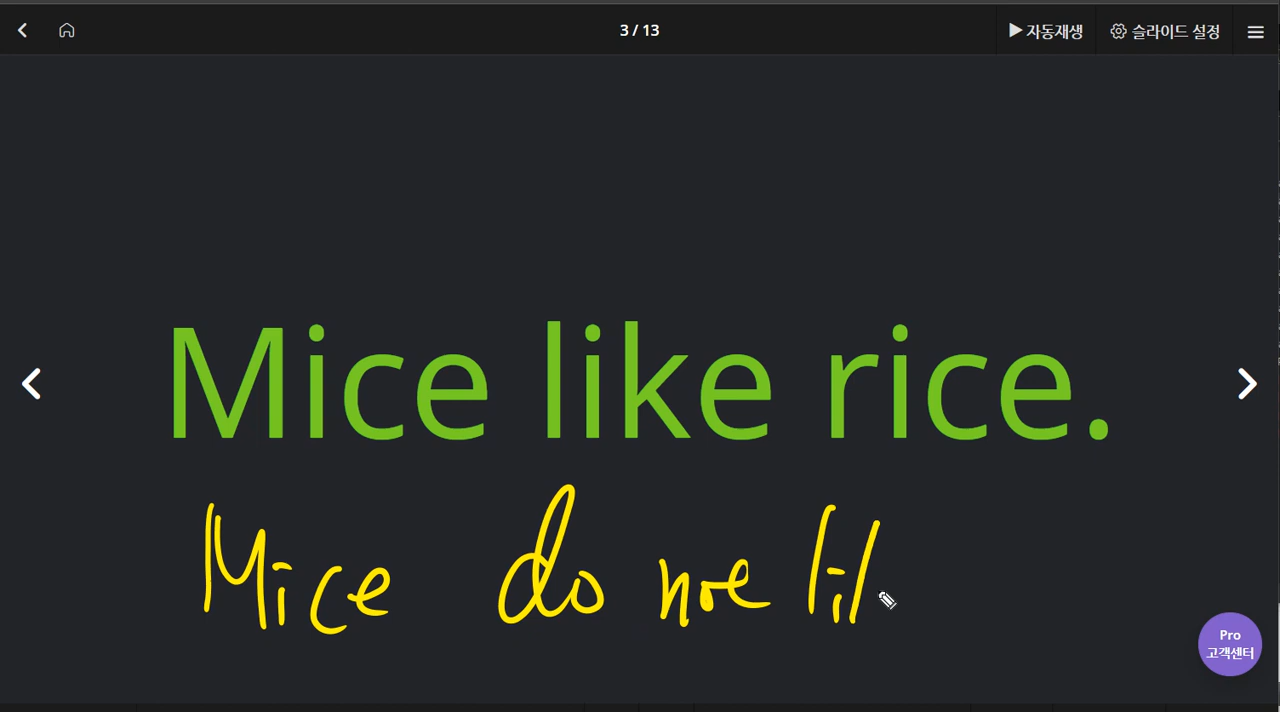 3 / 13
▶ 자동재생
슬라이드 설정
Mice like rice.
Mice do not
Pro
고객센터